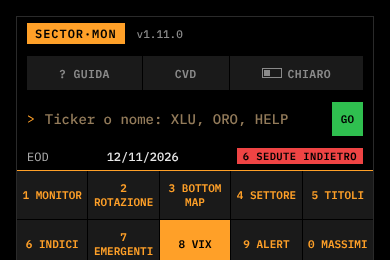 SECTOR·MON v1.11.0
? GUIDA CVD CHIARO
> Ticker o nome: XLU, ORO, HELP GO
EOD 12/11/2026 6 SEDUTE INDIETRO
1 MONITOR 2 ROTAZIONE 3 BOTTOM MAP 4 SETTORE 5 TITOLI
6 INDICI 7 EMERGENTI 8 VIX 9 ALERT 0 MASSIMI